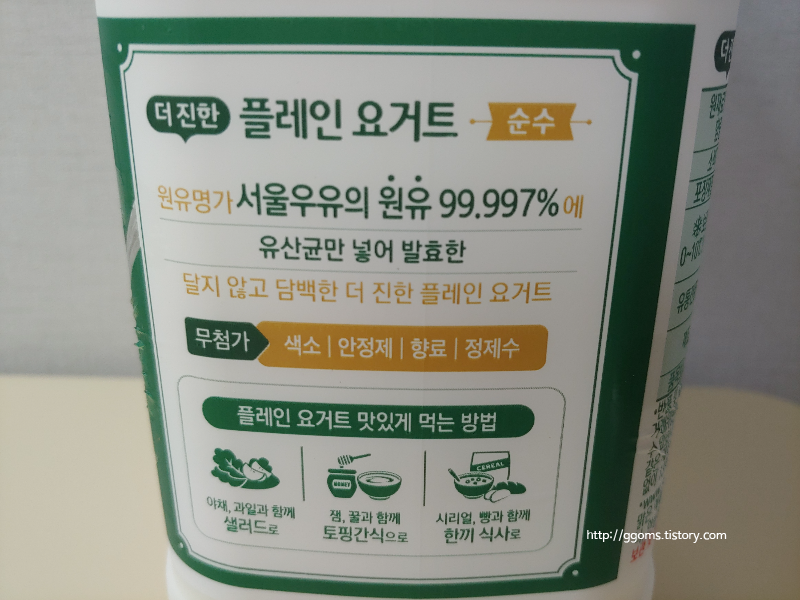 더 진한 플레인 요거트 순수
원유명가 서울우유의 원유 99.997%에
유산균만 넣어 발효한
달지 않고 담백한 더 진한 플레인 요거트
무첨가 색소 | 안정제 | 향료 | 정제수
플레인 요거트 맛있게 먹는 방법
HONEY
CEREAL
야채, 과일과 함께
샐러드로
잼, 꿀과 함께
토핑간식으로
시리얼, 빵과 함께
한끼 식사로
http://ggoms.tistory.com